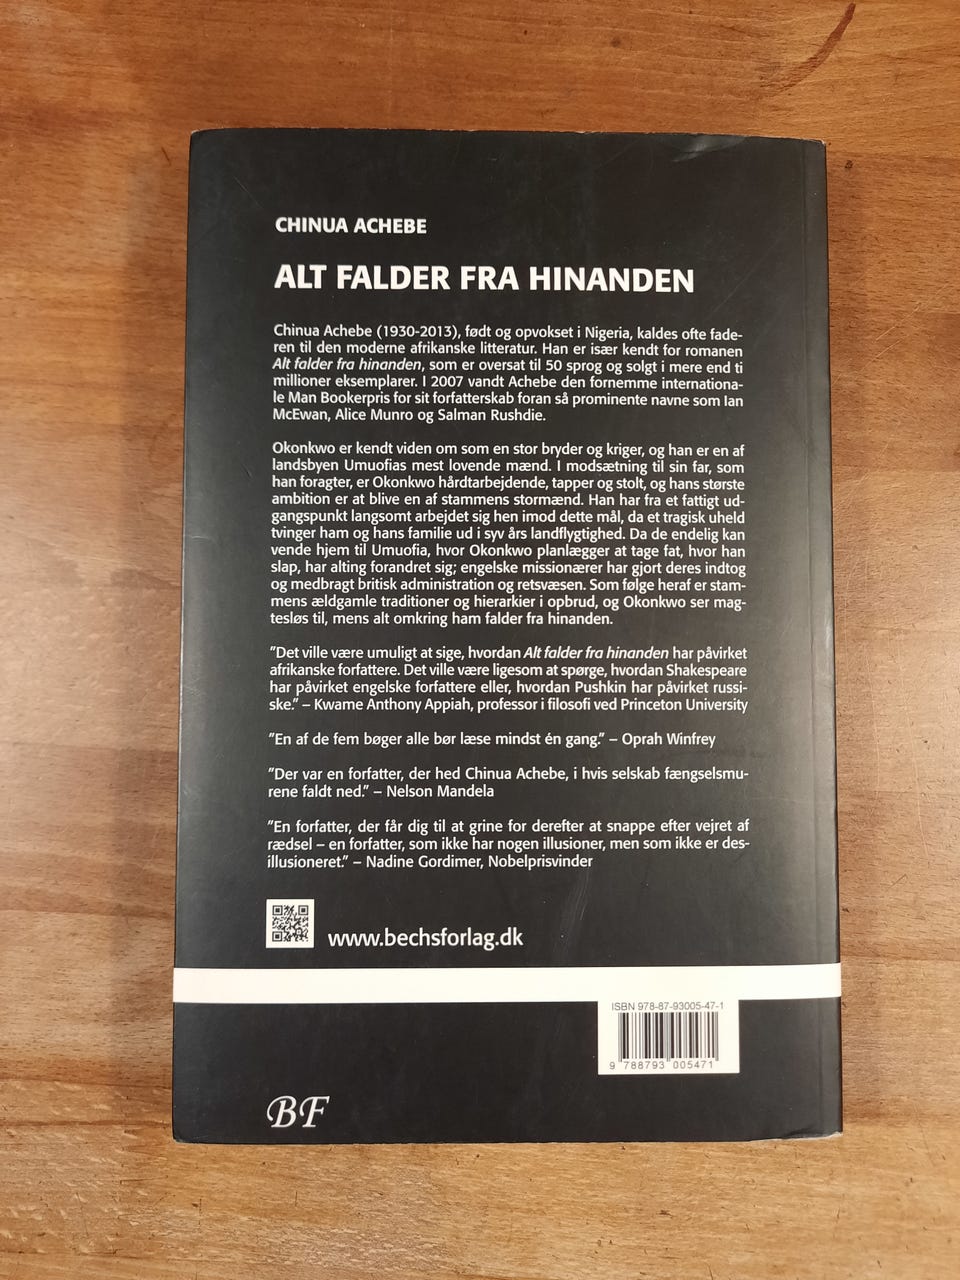 CHINUA ACHEBE
ALT FALDER FRA HINANDEN
Chinua Achebe (1930-2013), født og opvokset i Nigeria, kaldes ofte fade-
ren til den moderne afrikanske litteratur. Han er især kendt for romanen
Alt falder fra hinanden, som er oversat til 50 sprog og solgt i mere end ti
millioner eksemplarer. I 2007 vandt Achebe den fornemme internationa-
le Man Bookerpris for sit forfatterskab foran så prominente navne som Ian
McEwan, Alice Munro og Salman Rushdie.
Okonkwo er kendt viden om som en stor bryder og kriger, og han er en af
landsbyen Umuofias mest lovende mænd. I modsætning til sin far, som
han foragter, er Okonkwo hårdtarbejdende, tapper og stolt, og hans største
ambition er at blive en af stammens stormænd. Han har fra et fattigt ud-
gangspunkt langsomt arbejdet sig hen imod dette mål, da et tragisk uheld
tvinger ham og hans familie ud i syv års landflygtighed. Da de endelig kan
vende hjem til Umuofia, hvor Okonkwo planlægger at tage fat, hvor han
slap, har alting forandret sig; engelske missionærer har gjort deres indtog
og medbragt britisk administration og retsvæsen. Som følge heraf er stam-
mens ældgamle traditioner og hierarkier i opbrud, og Okonkwo ser mag-
tesløs til, mens alt omkring ham falder fra hinanden.
"Det ville være umuligt at sige, hvordan Alt falder fra hinanden har påvirket
afrikanske forfattere. Det ville være ligesom at spørge, hvordan Shakespeare
har påvirket engelske forfattere eller, hvordan Pushkin har påvirket russi-
ske." – Kwame Anthony Appiah, professor i filosofi ved Princeton University
"En af de fem bøger alle bør læse mindst én gang." – Oprah Winfrey
"Der var en forfatter, der hed Chinua Achebe, i hvis selskab fængselsmu-
rene faldt ned." – Nelson Mandela
"En forfatter, der får dig til at grine for derefter at snappe efter vejret af
rædsel – en forfatter, som ikke har nogen illusioner, men som ikke er des-
illusioneret." – Nadine Gordimer, Nobelprisvinder
www.bechsforlag.dk
ISBN 978-87-93005-47-1
9 788793 005471
BF